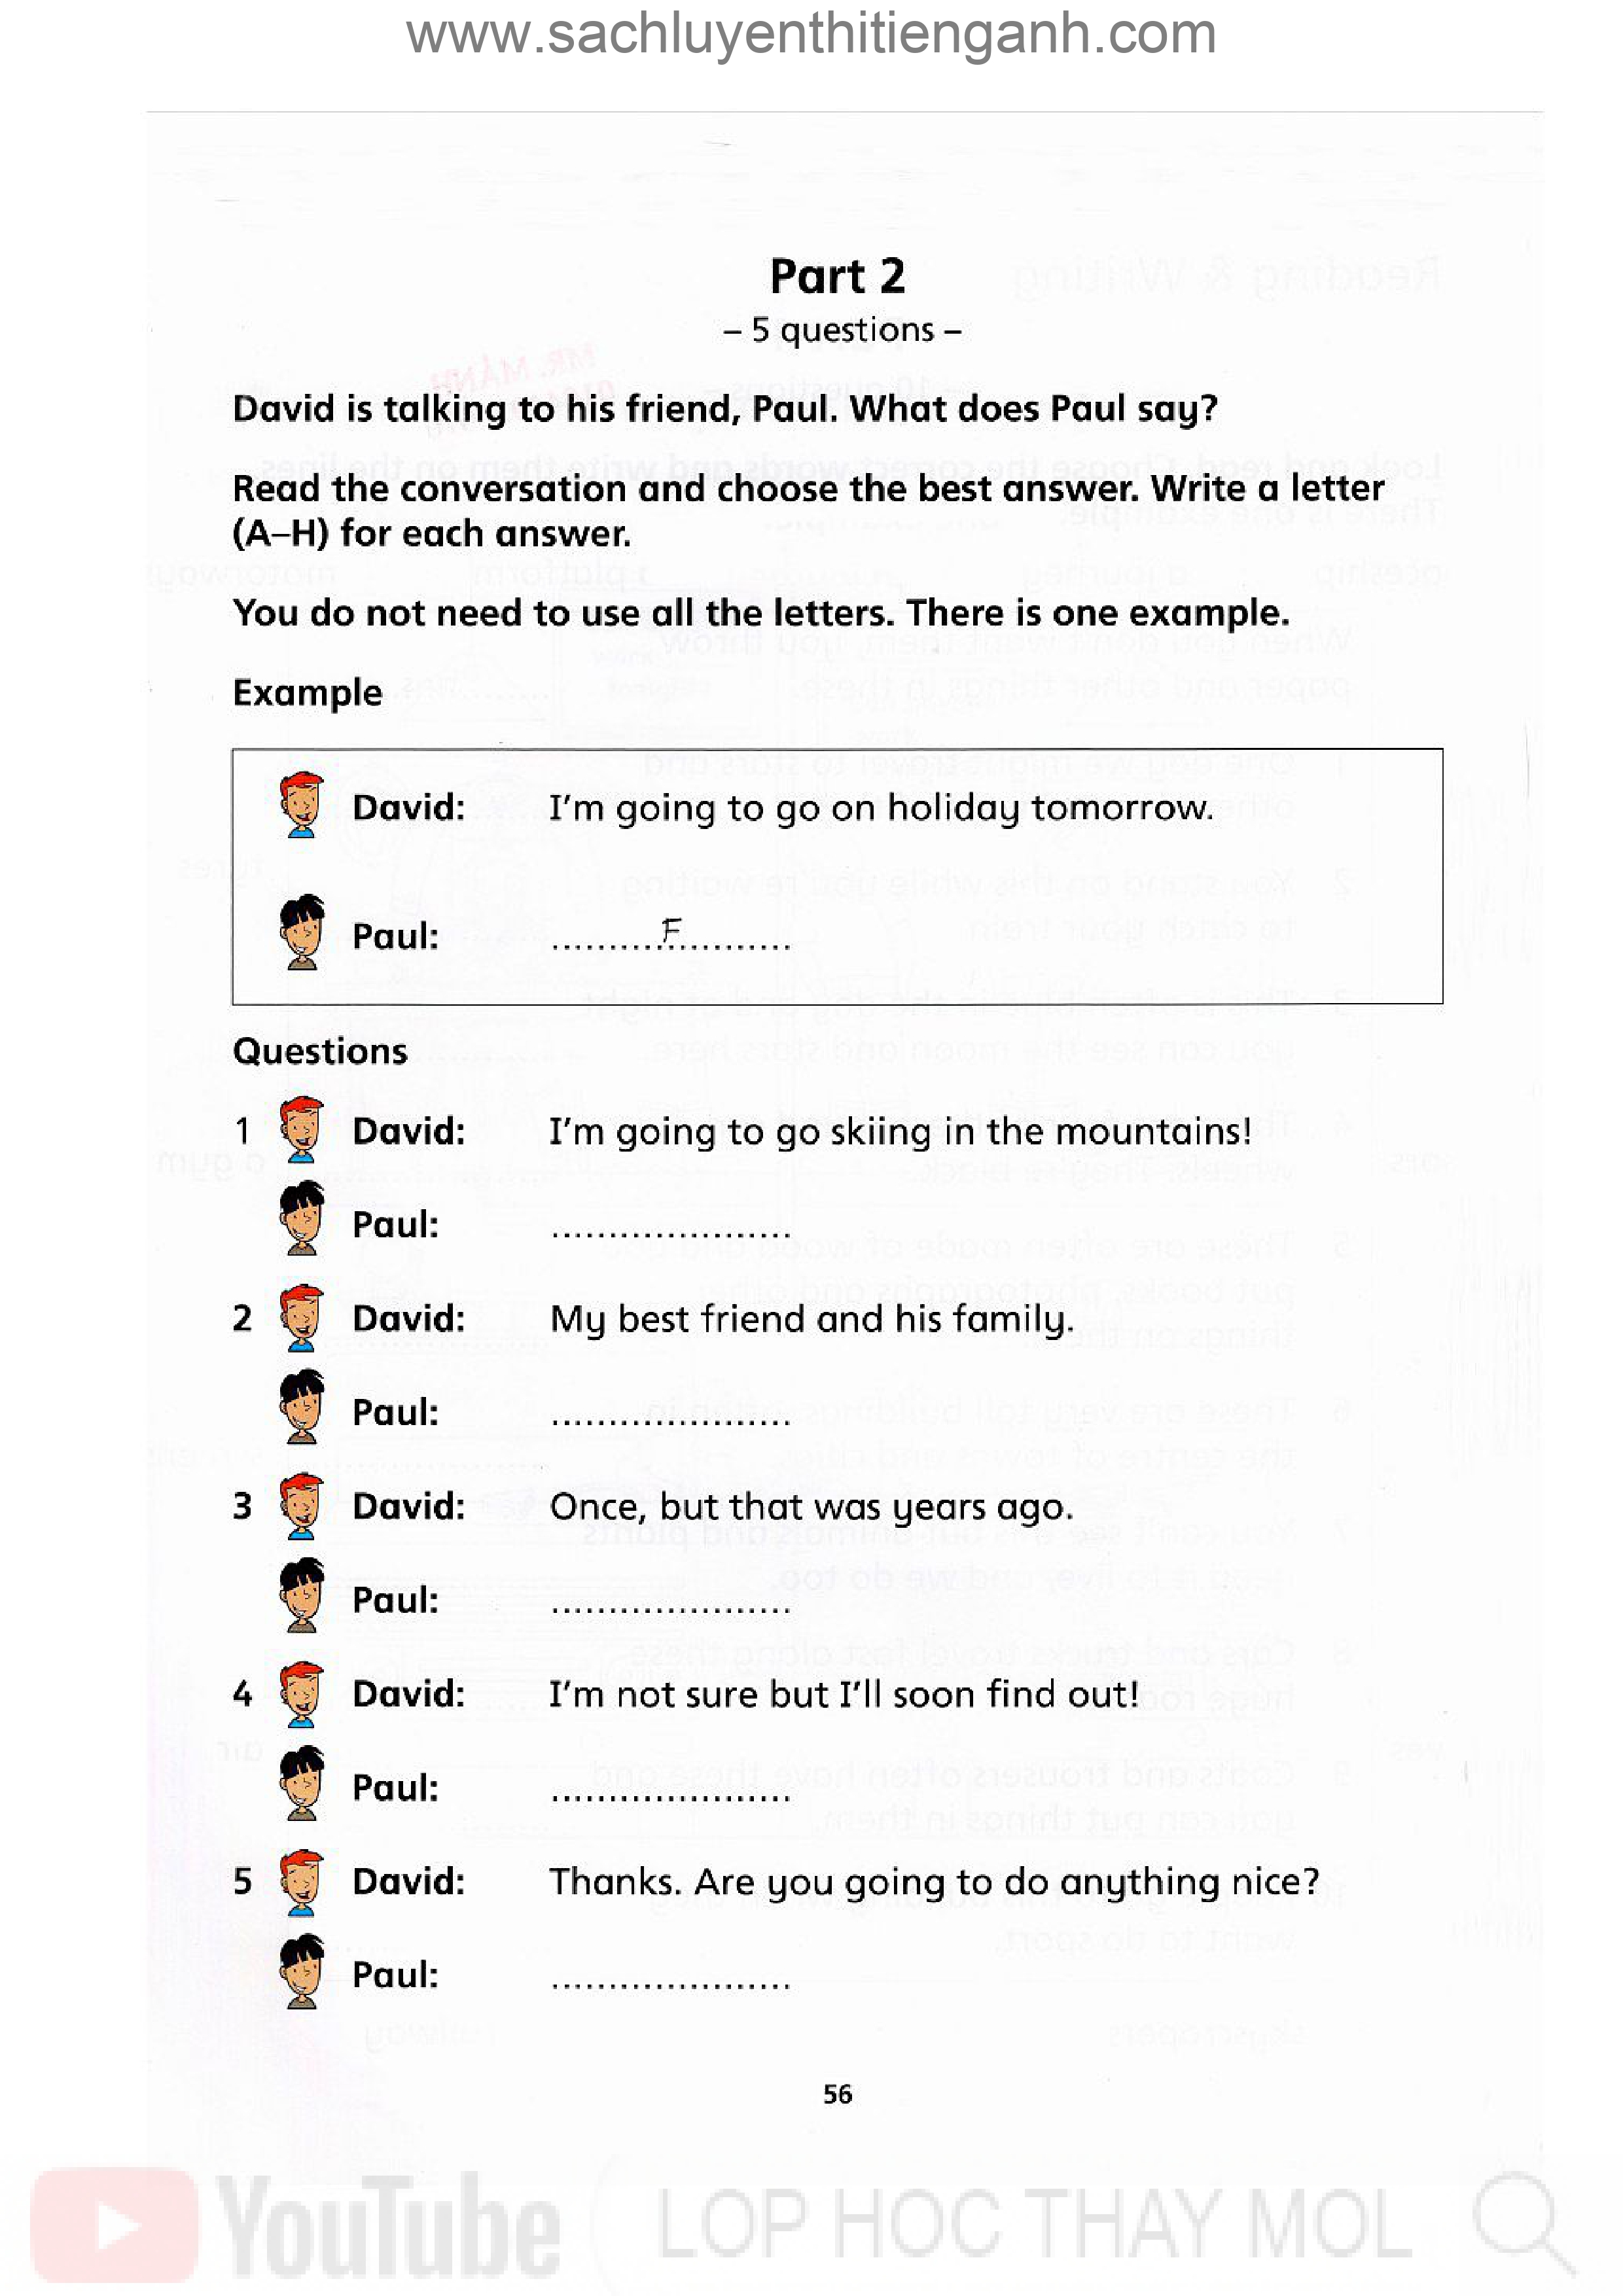 www.sachluyenthitienganh.com
Part 2
– 5 questions –
David is talking to his friend, Paul. What does Paul say?
Read the conversation and choose the best answer. Write a letter
(A–H) for each answer.
You do not need to use all the letters. There is one example.
Example
David: I'm going to go on holiday tomorrow.
Paul: ..........F..........
Questions
1 David: I'm going to go skiing in the mountains!
Paul: .....................
2 David: My best friend and his family.
Paul: .....................
3 David: Once, but that was years ago.
Paul: .....................
4 David: I'm not sure but I'll soon find out!
Paul: .....................
5 David: Thanks. Are you going to do anything nice?
Paul: .....................
56
YouTube LOP HOC THAY MOL